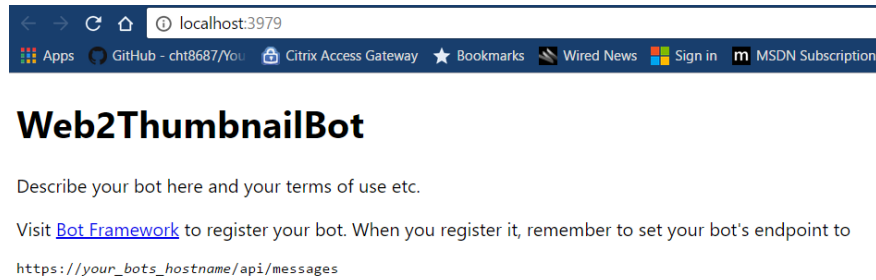 localhost:3979
Apps GitHub - cht8687/You Citrix Access Gateway Bookmarks Wired News Sign in m MSDN Subscription
Web2ThumbnailBot
Describe your bot here and your terms of use etc.
Visit Bot Framework to register your bot. When you register it, remember to set your bot's endpoint to
https://your_bots_hostname/api/messages